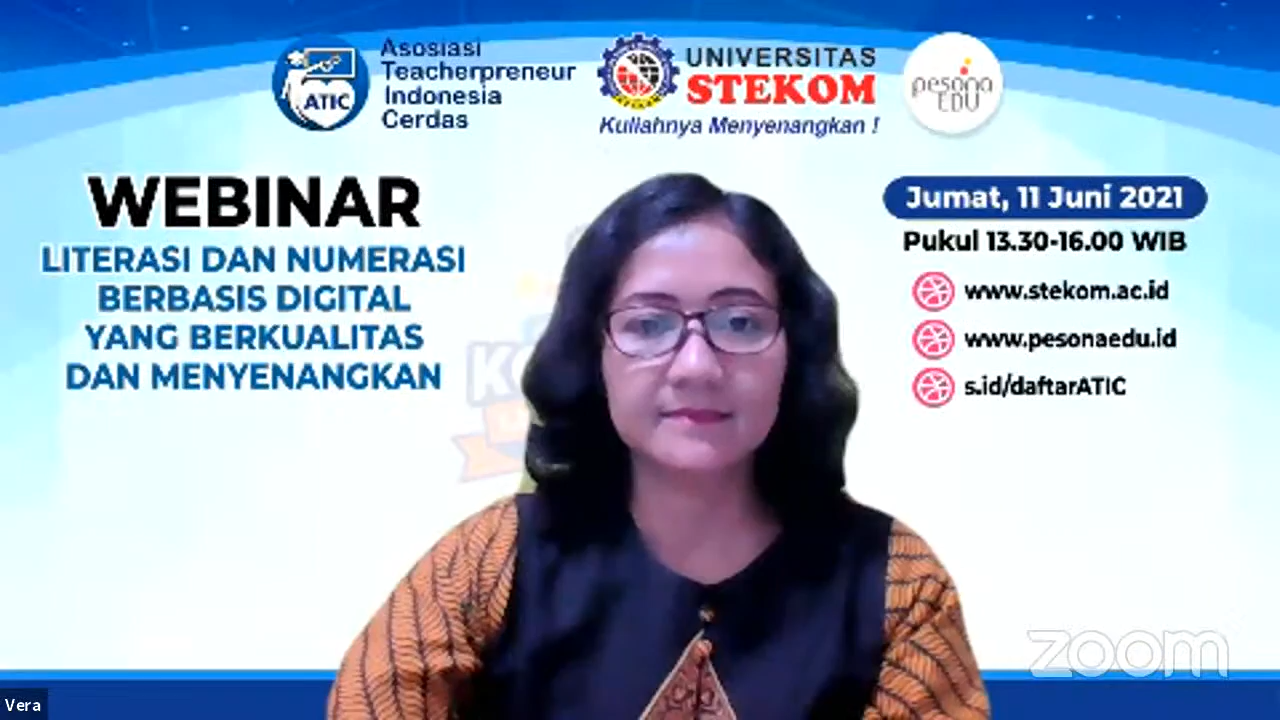 Asosiasi
Teacherpreneur
Indonesia
Cerdas
ATIC
UNIVERSITAS
STEKOM
Kuliahnya Menyenangkan !
pesona
EDU
WEBINAR
LITERASI DAN NUMERASI
BERBASIS DIGITAL
YANG BERKUALITAS
DAN MENYENANGKAN
Jumat, 11 Juni 2021
Pukul 13.30-16.00 WIB
www.stekom.ac.id
www.pesonaedu.id
s.id/daftarATIC
zoom
Vera